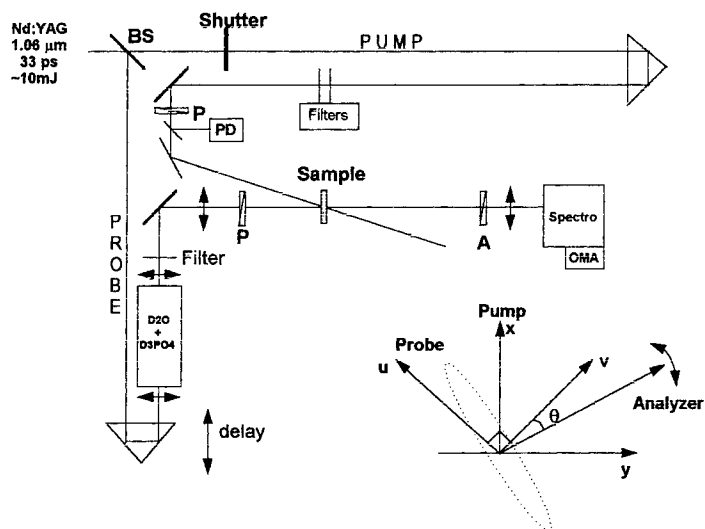 Nd:YAG
1.06 µm
33 ps
~10mJ
BS
Shutter
PUMP
P
PD
Filters
Sample
P
A
Spectro
OMA
PROBE
Filter
D2O
+
D3PO4
delay
Pump
x
Probe
u
v
θ
Analyzer
y